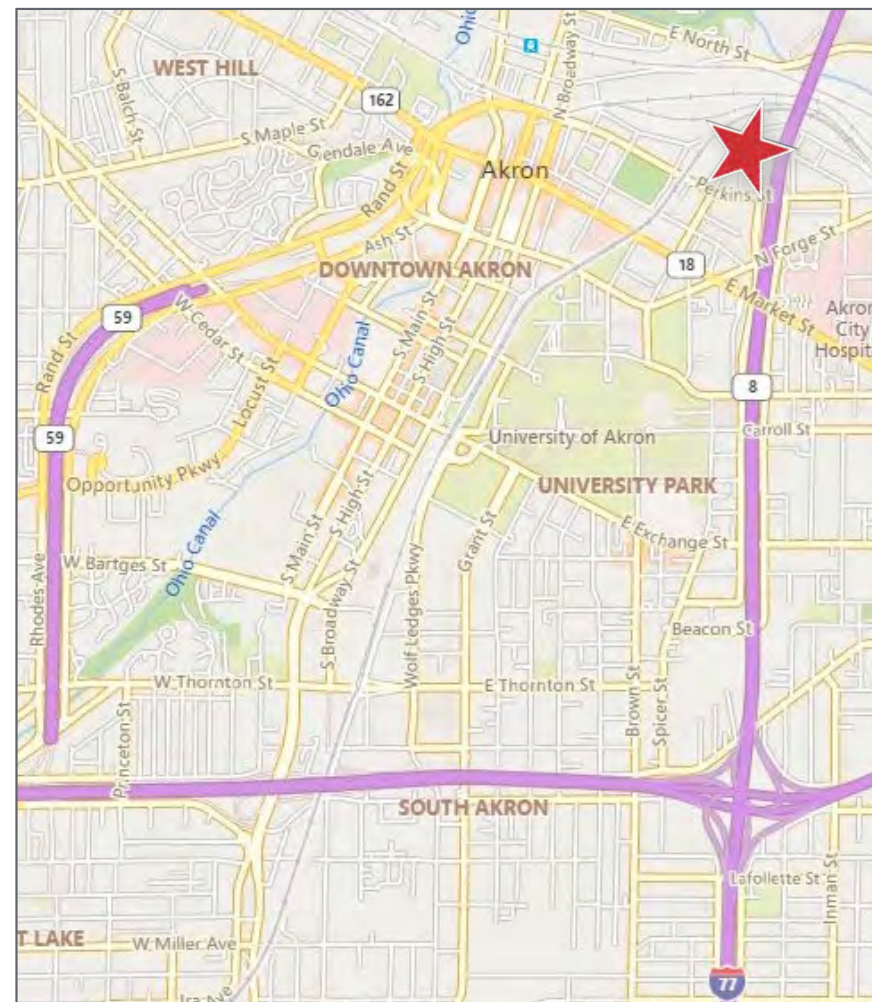 Ohio
E North St
WEST HILL
S Balch St
162
N Broadway St
S Maple St
Glendale Ave
Akron
Rand St
Perkins St
Ash St
N Forge St
DOWNTOWN AKRON
18
E Market St
59
W Cedar St
S Main St
Akron
City
Hospit
Rand St
Ohio Canal
S High St
8
Locust St
59
University of Akron
Carroll St
Opportunity Pkwy
UNIVERSITY PARK
S High St
Grant St
E Exchange St
Ohio Canal
S Main St
W Bartges St
Rhodes Ave
S Broadway St
Wolf Ledges Pkwy
Beacon St
W Thornton St
E Thornton St
Brown St
Spicer St
Princeton St
SOUTH AKRON
Lafollette St
Inman St
T LAKE
W Miller Ave
77
Ira Ave